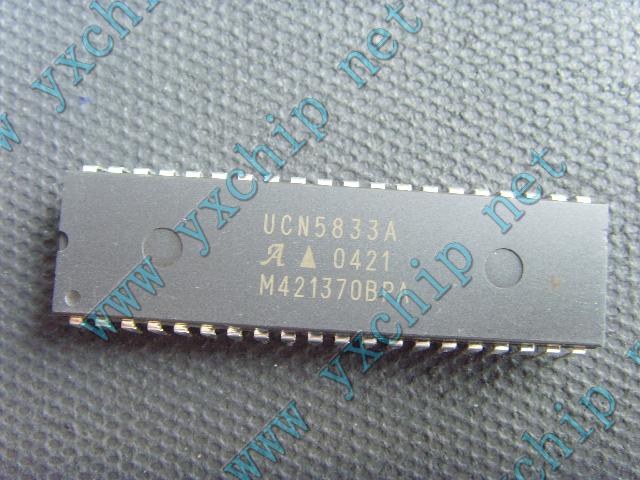 www yxchip net
UCN5833A
A ▲ 0421
M421370BPA
www yxchip net
www yxchip net